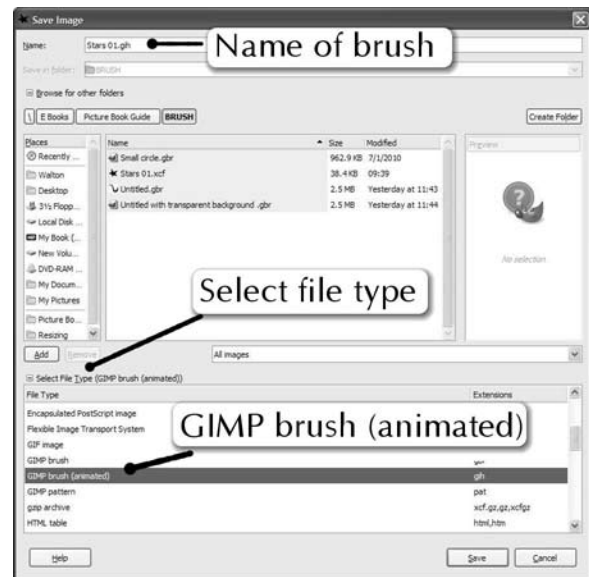 Save Image
Name: Stars 01.gih
Name of brush
Save in folder: BRUSH
Browse for other folders
\ E Books Picture Book Guide BRUSH Create Folder
Places Name Size Modified Preview
Recently ...
Walton
Desktop
3½ Flopp...
Local Disk ...
My Book (...
New Volu...
DVD-RAM ...
My Docum...
My Pictures
Picture Bo...
Resizing
Small circle.gbr 962.9 KB 7/1/2010
Stars 01.xcf 38.4 KB 09:39
Untitled.gbr 2.5 MB Yesterday at 11:43
Untitled with transparent background .gbr 2.5 MB Yesterday at 11:44
No selection
Select file type
Add Remove All images
Select File Type (GIMP brush (animated))
File Type Extensions
Encapsulated PostScript image
Flexible Image Transport System
GIF image
GIMP brush (animated)
GIMP brush
GIMP brush (animated) gih
GIMP pattern pat
gzip archive xcf.gz,gz,xcfgz
HTML table html,htm
Help Save Cancel